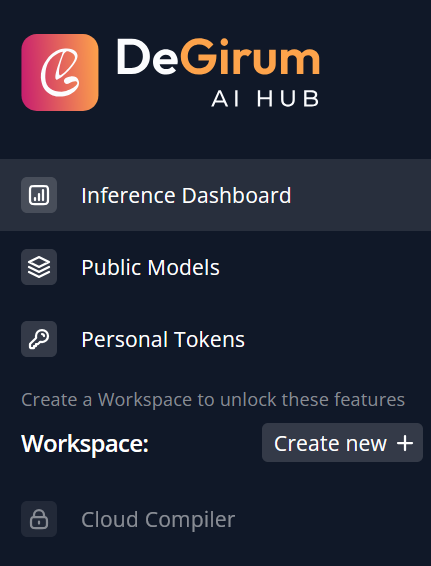 DeGirum
AI HUB
Inference Dashboard
Public Models
Personal Tokens
Create a Workspace to unlock these features
Workspace: Create new +
Cloud Compiler